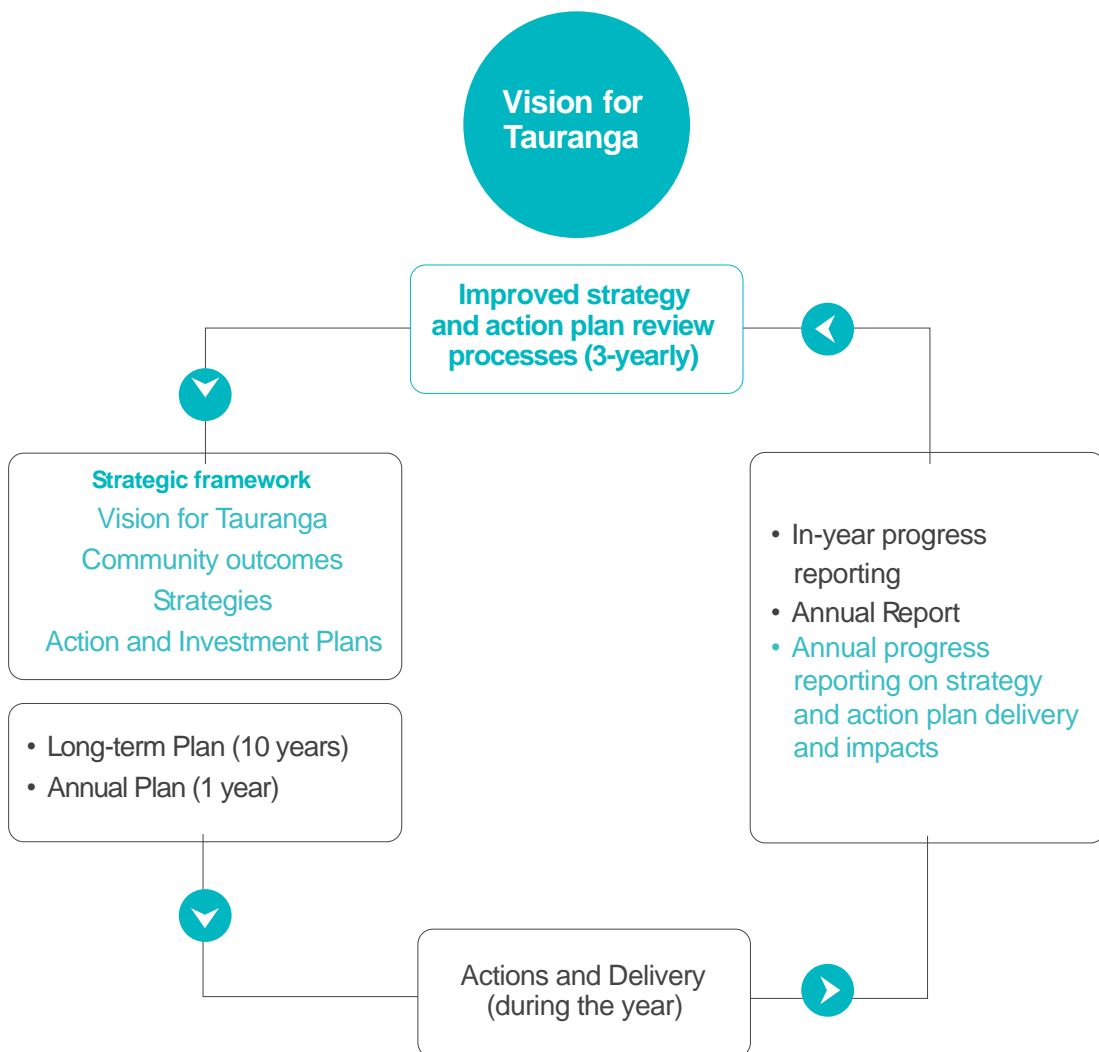 Vision for
Tauranga
Improved strategy
and action plan review
processes (3-yearly)
Strategic framework
Vision for Tauranga
Community outcomes
Strategies
Action and Investment Plans
• Long-term Plan (10 years)
• Annual Plan (1 year)
• In-year progress
reporting
• Annual Report
• Annual progress
reporting on strategy
and action plan delivery
and impacts
Actions and Delivery
(during the year)